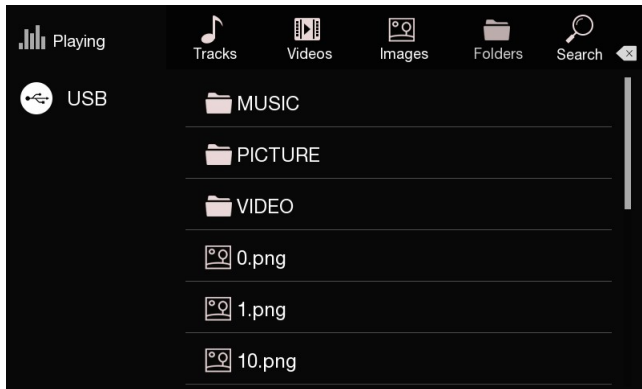 Playing
Tracks
Videos
Images
Folders
Search
USB
MUSIC
PICTURE
VIDEO
0.png
1.png
10.png